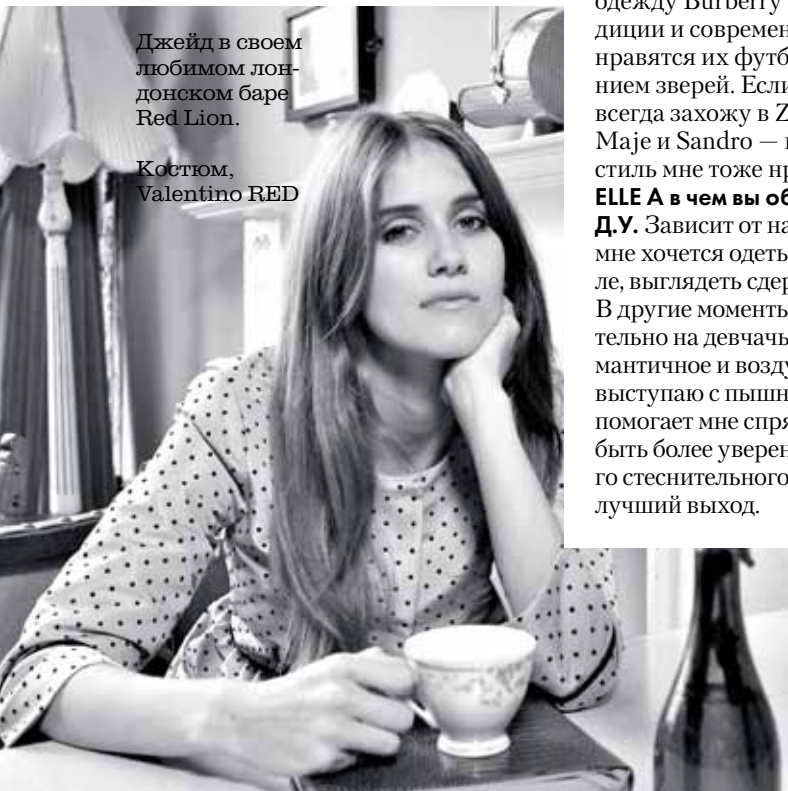 Джейд в своем
любимом лон-
донском баре
Red Lion.
Костюм,
Valentino RED
одежду Burberry
диции и современ
нравятся их футб
нием зверей. Если
всегда захожу в Z
Maje и Sandro —
стиль мне тоже нр
ELLE А в чем вы об
Д.У. Зависит от на
мне хочется одеть
ле, выглядеть сдер
В другие моменты
тельно на девчачь
мантичное и возду
выступаю с пышн
помогает мне спря
быть более уверен
го стеснительного
лучший выход.